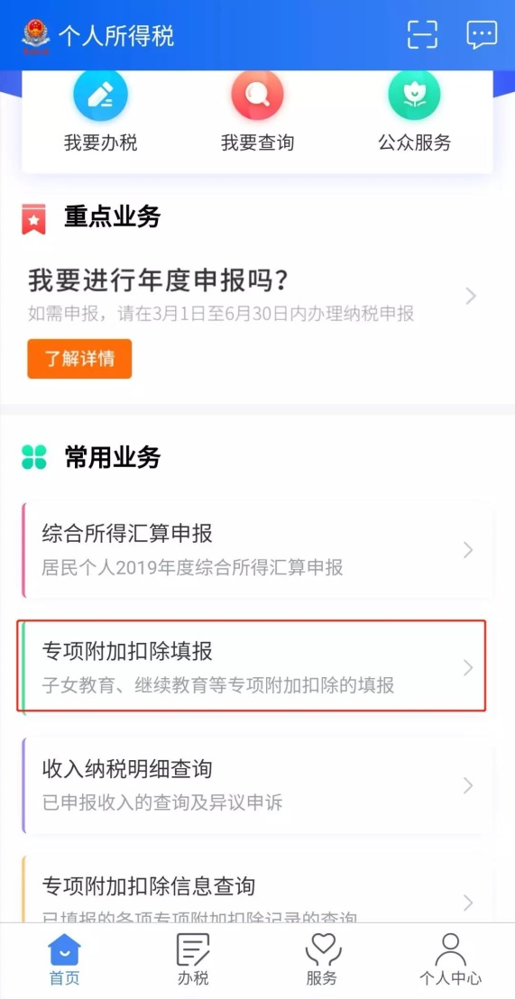 个人所得税
我要办税
我要查询
公众服务
重点业务
我要进行年度申报吗？
如需申报，请在3月1日至6月30日内办理纳税申报
了解详情
常用业务
综合所得汇算申报
居民个人2019年度综合所得汇算申报
专项附加扣除填报
子女教育、继续教育等专项附加扣除的填报
收入纳税明细查询
已申报收入的查询及异议申诉
专项附加扣除信息查询
已填报的各项专项附加扣除记录的查询
首页
办税
服务
个人中心